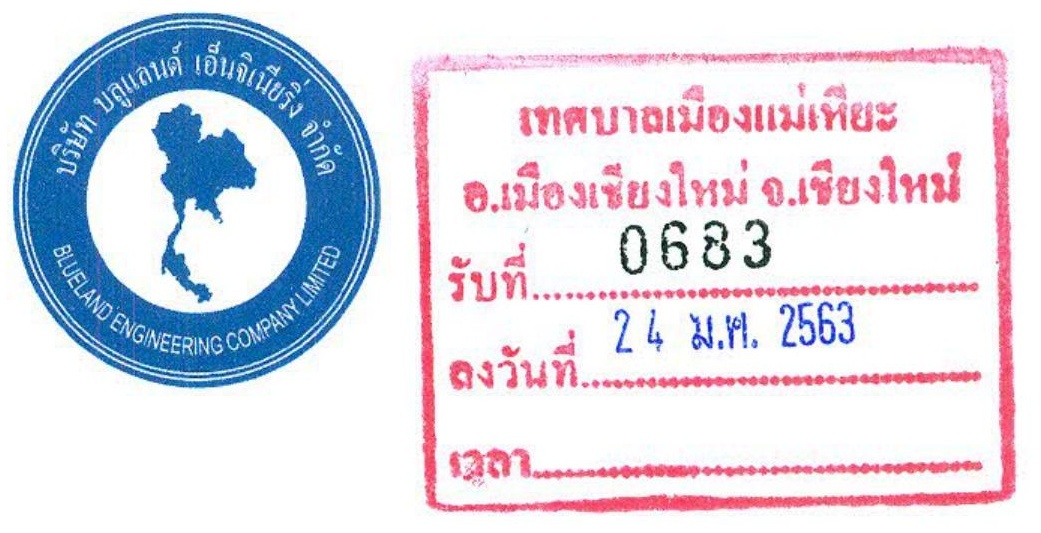 บริษัท บลูแลนด์ เอ็นจิเนียริ่ง จำกัด
BLUELAND ENGINEERING COMPANY LIMITED
เทศบาลเมืองแม่เหียะ
อ.เมืองเชียงใหม่ จ.เชียงใหม่
รับที่ 0683
ลงวันที่ 24 ม.ค. 2563
เวลา